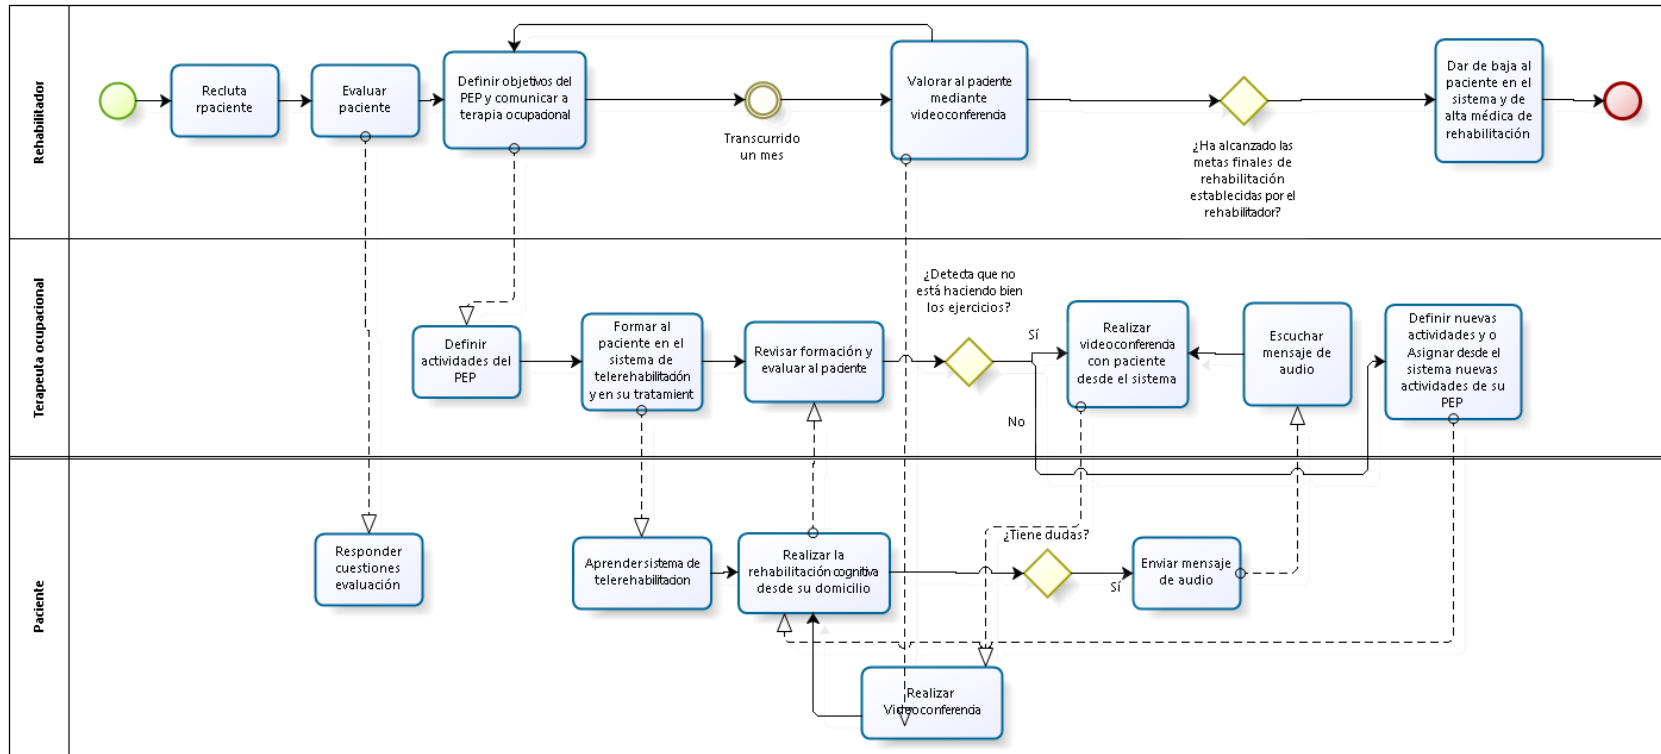 Rehabilitador
Recluta
rpaciente
Evaluar
paciente
Definir objetivos del
PEP y comunicar a
terapia ocupacional
Transcurrido
un mes
Valorar al paciente
mediante
videoconferencia
¿Ha alcanzado las
metas finales de
rehabilitación
establecidas por el
rehabilitador?
Dar de baja al
paciente en el
sistema y de
alta médica de
rehabilitación
Terapeuta ocupacional
Definir
actividades del
PEP
Formar al
paciente en el
sistema de
telerehabilitación
y en su tratamient
Revisar formación y
evaluar al paciente
¿Detecta que no
está haciendo bien
los ejercicios?
Sí
No
Realizar
videoconferencia
con paciente
desde el sistema
Escuchar
mensaje de
audio
Definir nuevas
actividades y o
Asignar desde el
sistema nuevas
actividades de su
PEP
Paciente
Responder
cuestiones
evaluación
Aprender sistema de
telerehabilitacion
Realizar la
rehabilitación cognitiva
desde su domicilio
¿Tiene dudas?
Sí
Enviar mensaje
de audio
Realizar
Videoconferencia